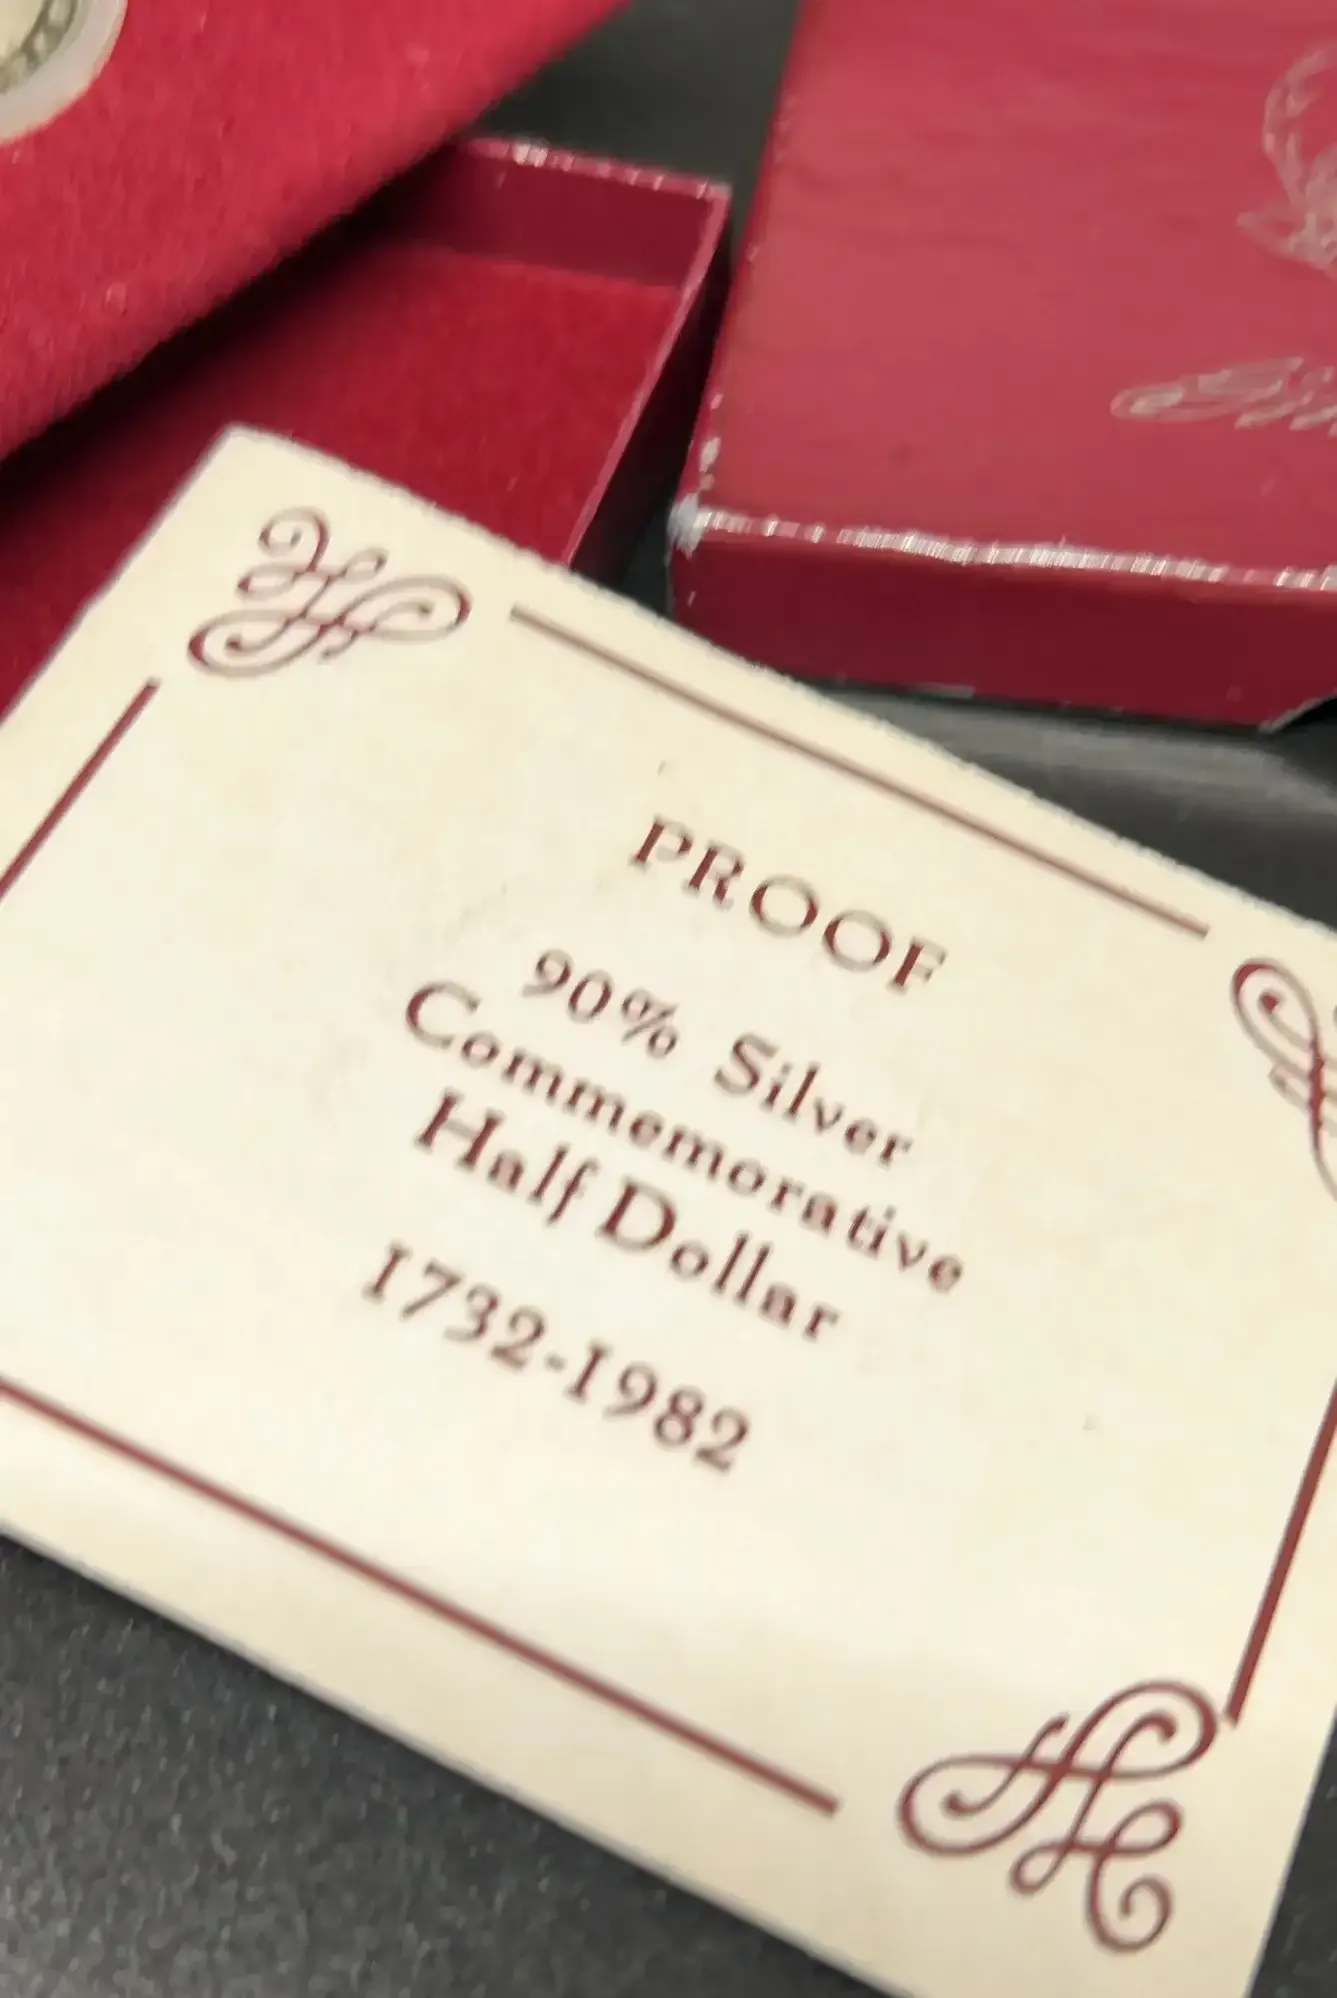 PROOF
90% Silver
Commemorative
Half Dollar
1732-1982